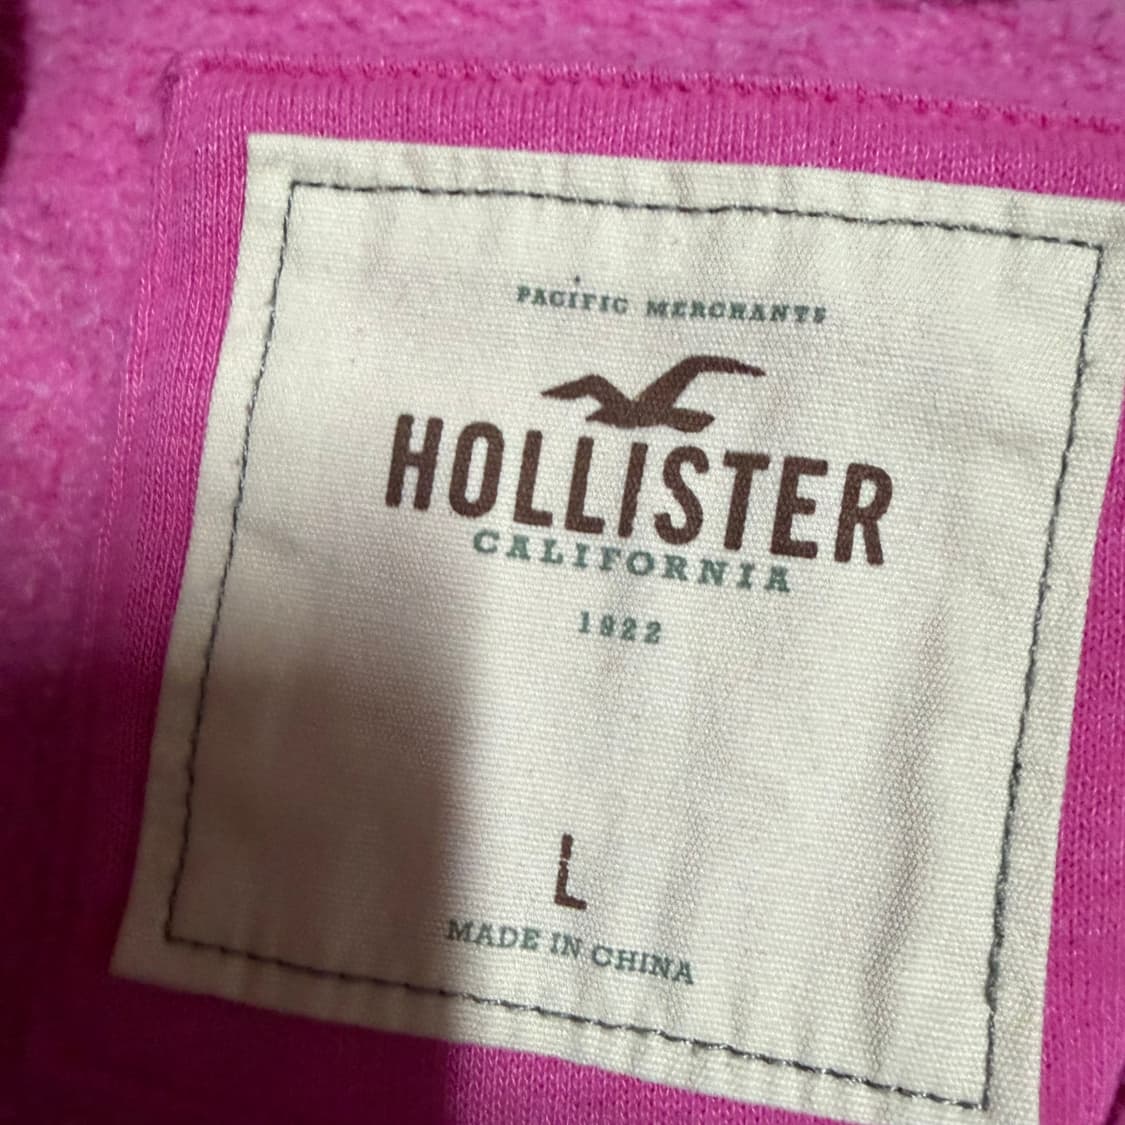 PACIFIC MERCHANTS
HOLLISTER
CALIFORNIA
1922
L
MADE IN CHINA